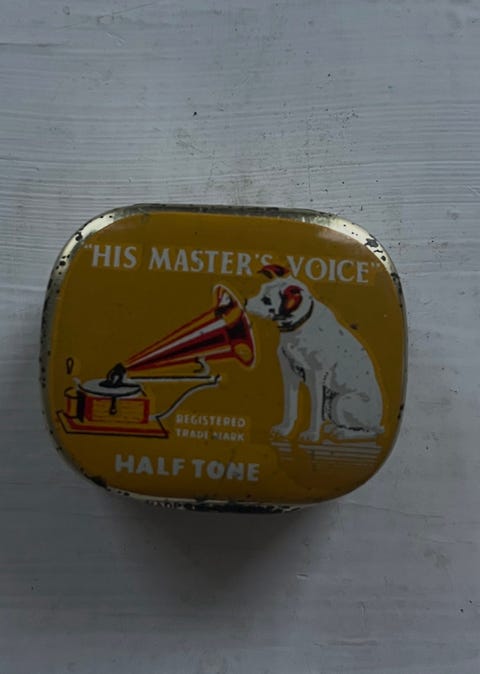 "HIS MASTER'S VOICE"
REGISTERED
TRADE MARK
HALF TONE